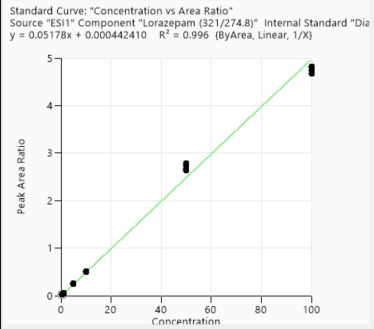 Standard Curve: "Concentration vs Area Ratio"
Source "ESI1" Component "Lorazepam (321/274.8)" Internal Standard "Dia
y = 0.05178x + 0.000442410 R² = 0.996 {ByArea, Linear, 1/X}
5
4
3
2
1
0
Peak Area Ratio
0 20 40 60 80 100
Concentration